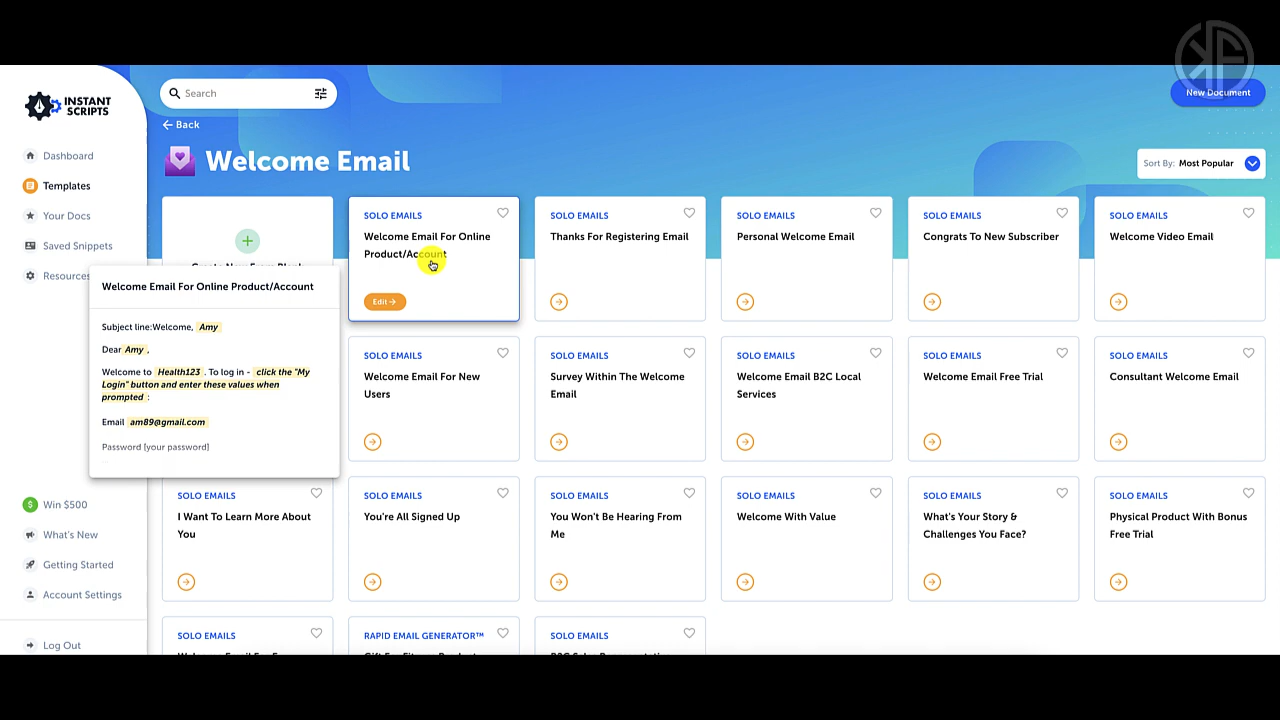 KF
INSTANT
SCRIPTS
Search
New Document
Back
Welcome Email
Sort By: Most Popular
Dashboard
Templates
Your Docs
Saved Snippets
Resources
Win $500
What's New
Getting Started
Account Settings
Log Out
SOLO EMAILS
Welcome Email For Online
Product/Account
Edit
SOLO EMAILS
Thanks For Registering Email
SOLO EMAILS
Personal Welcome Email
SOLO EMAILS
Congrats To New Subscriber
SOLO EMAILS
Welcome Video Email
Welcome Email For Online Product/Account
Subject line:Welcome, Amy
Dear Amy ,
Welcome to Health123 . To log in - click the "My
Login" button and enter these values when
prompted :
Email am89@gmail.com
Password [your password]
SOLO EMAILS
Welcome Email For New
Users
SOLO EMAILS
Survey Within The Welcome
Email
SOLO EMAILS
Welcome Email B2C Local
Services
SOLO EMAILS
Welcome Email Free Trial
SOLO EMAILS
Consultant Welcome Email
SOLO EMAILS
I Want To Learn More About
You
SOLO EMAILS
You're All Signed Up
SOLO EMAILS
You Won't Be Hearing From
Me
SOLO EMAILS
Welcome With Value
SOLO EMAILS
What's Your Story &
Challenges You Face?
SOLO EMAILS
Physical Product With Bonus
Free Trial
SOLO EMAILS
RAPID EMAIL GENERATOR™
SOLO EMAILS